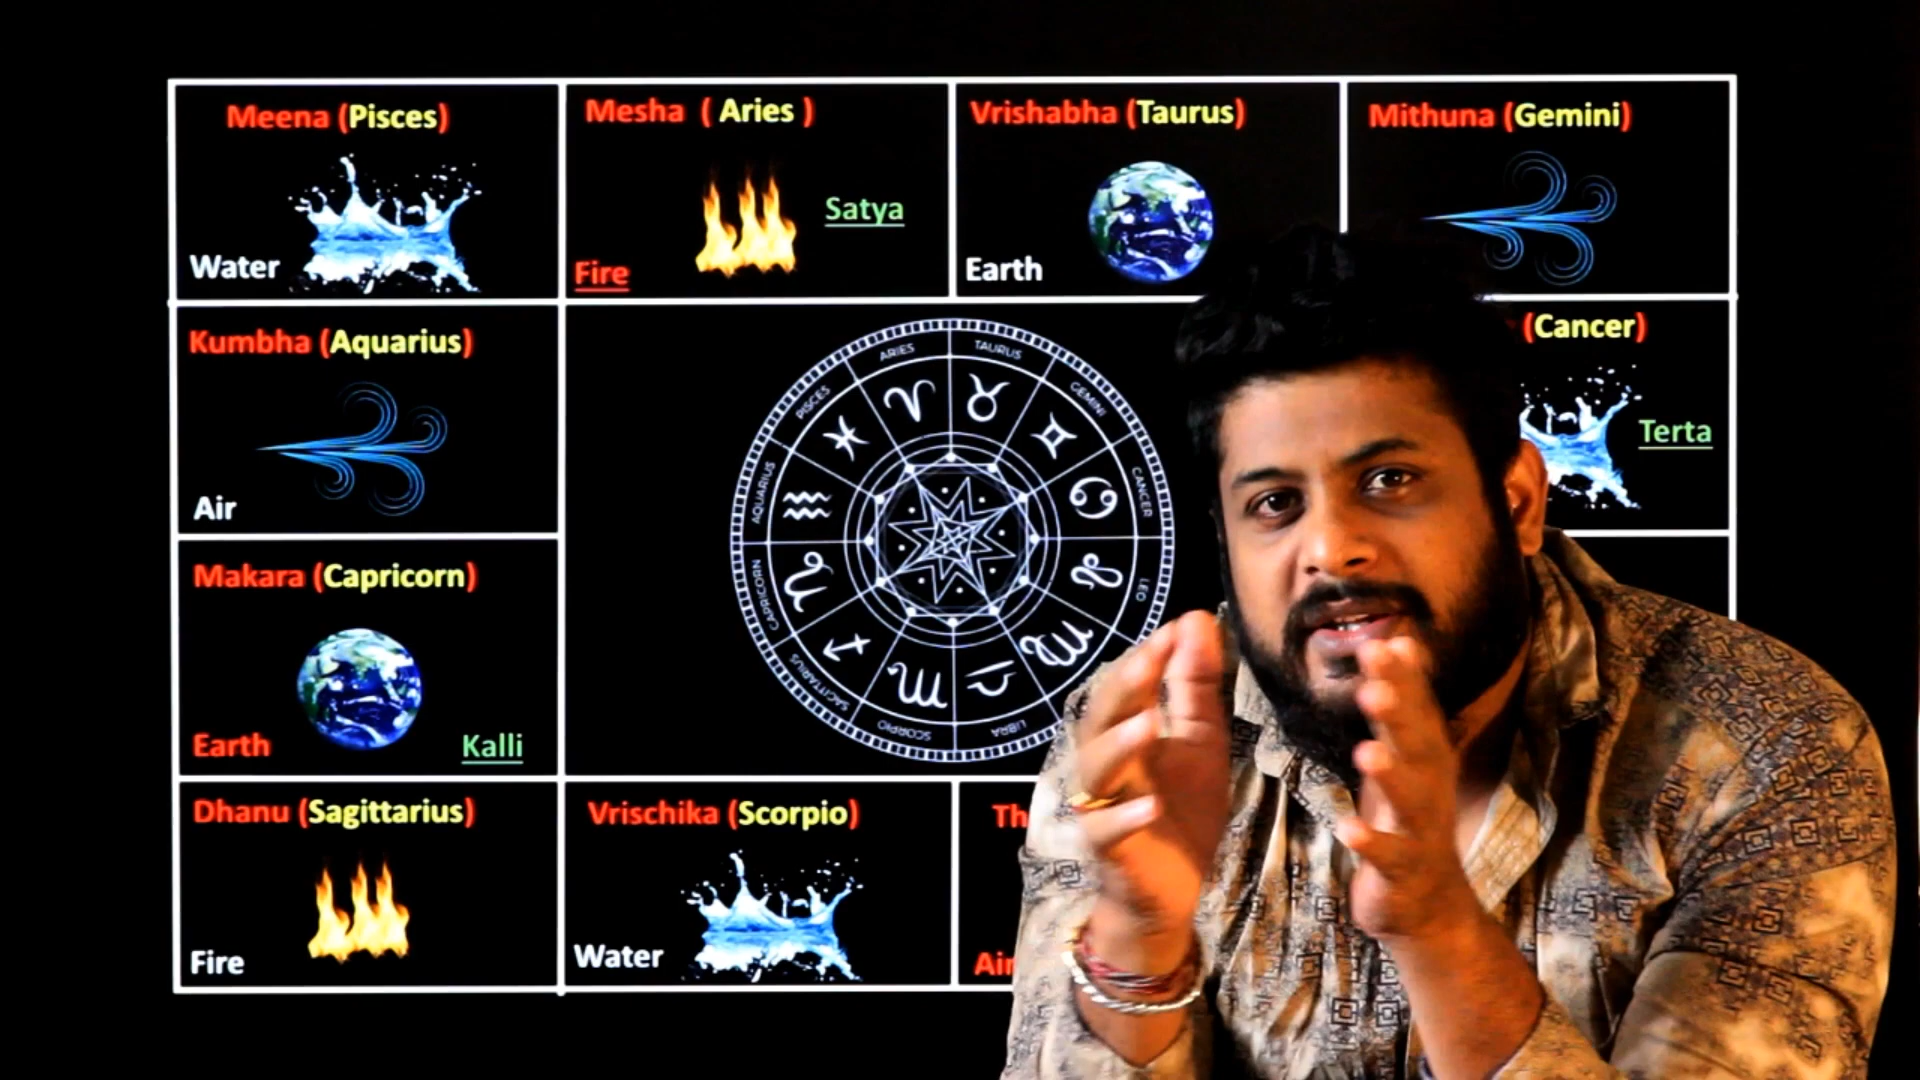 Meena (Pisces)
Water
Mesha ( Aries )
Satya
Fire
Vrishabha (Taurus)
Earth
Mithuna (Gemini)
Kumbha (Aquarius)
Air
(Cancer)
Terta
Makara (Capricorn)
Earth
Kalli
Dhanu (Sagittarius)
Fire
Vrischika (Scorpio)
Water
Th
Air
ARIES
TAURUS
GEMINI
CANCER
LEO
LIBRA
SCORPIO
SAGITTARIUS
CAPRICORN
AQUARIUS
PISCES